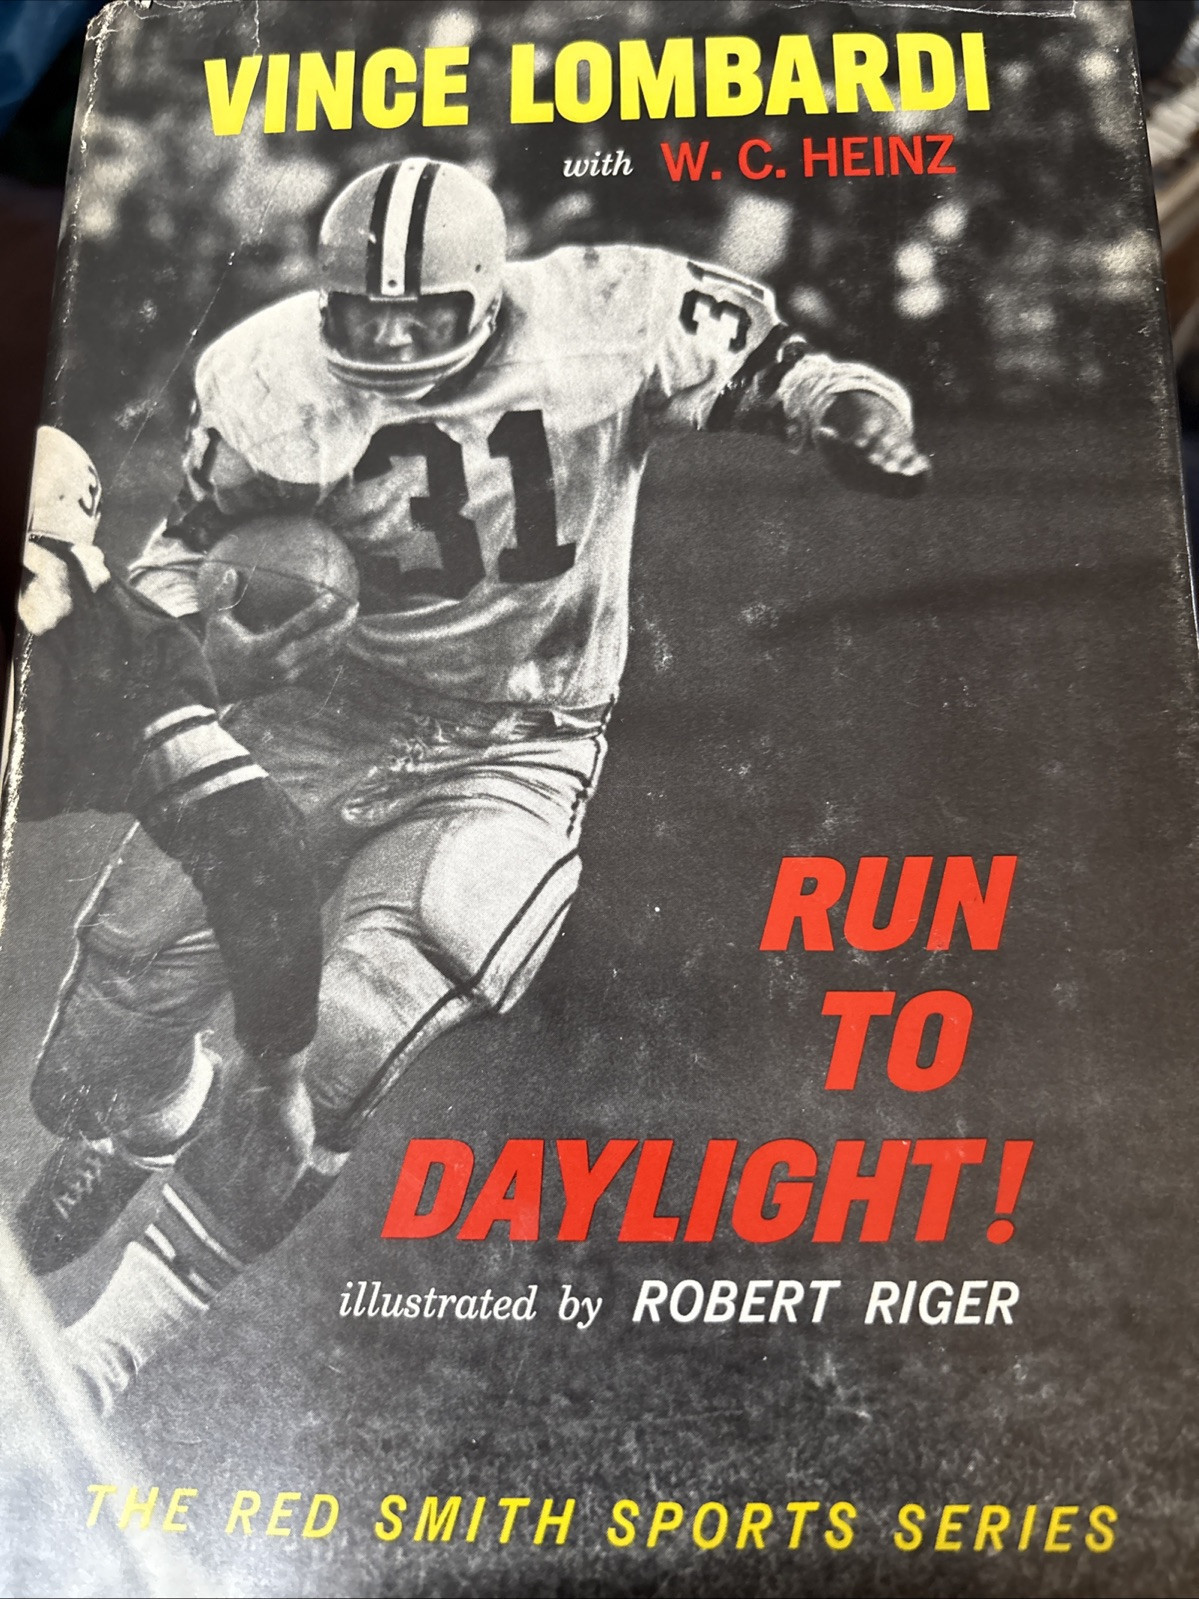 VINCE LOMBARDI
with W. C. HEINZ
31
31
RUN
TO
DAYLIGHT!
illustrated by ROBERT RIGER
THE RED SMITH SPORTS SERIES